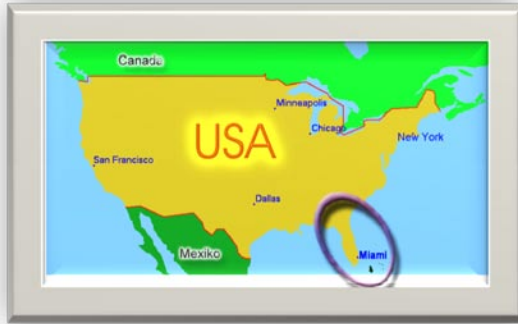 Canada
Minneapolis
Chicago
USA
New York
San Francisco
Dallas
Miami
Mexiko